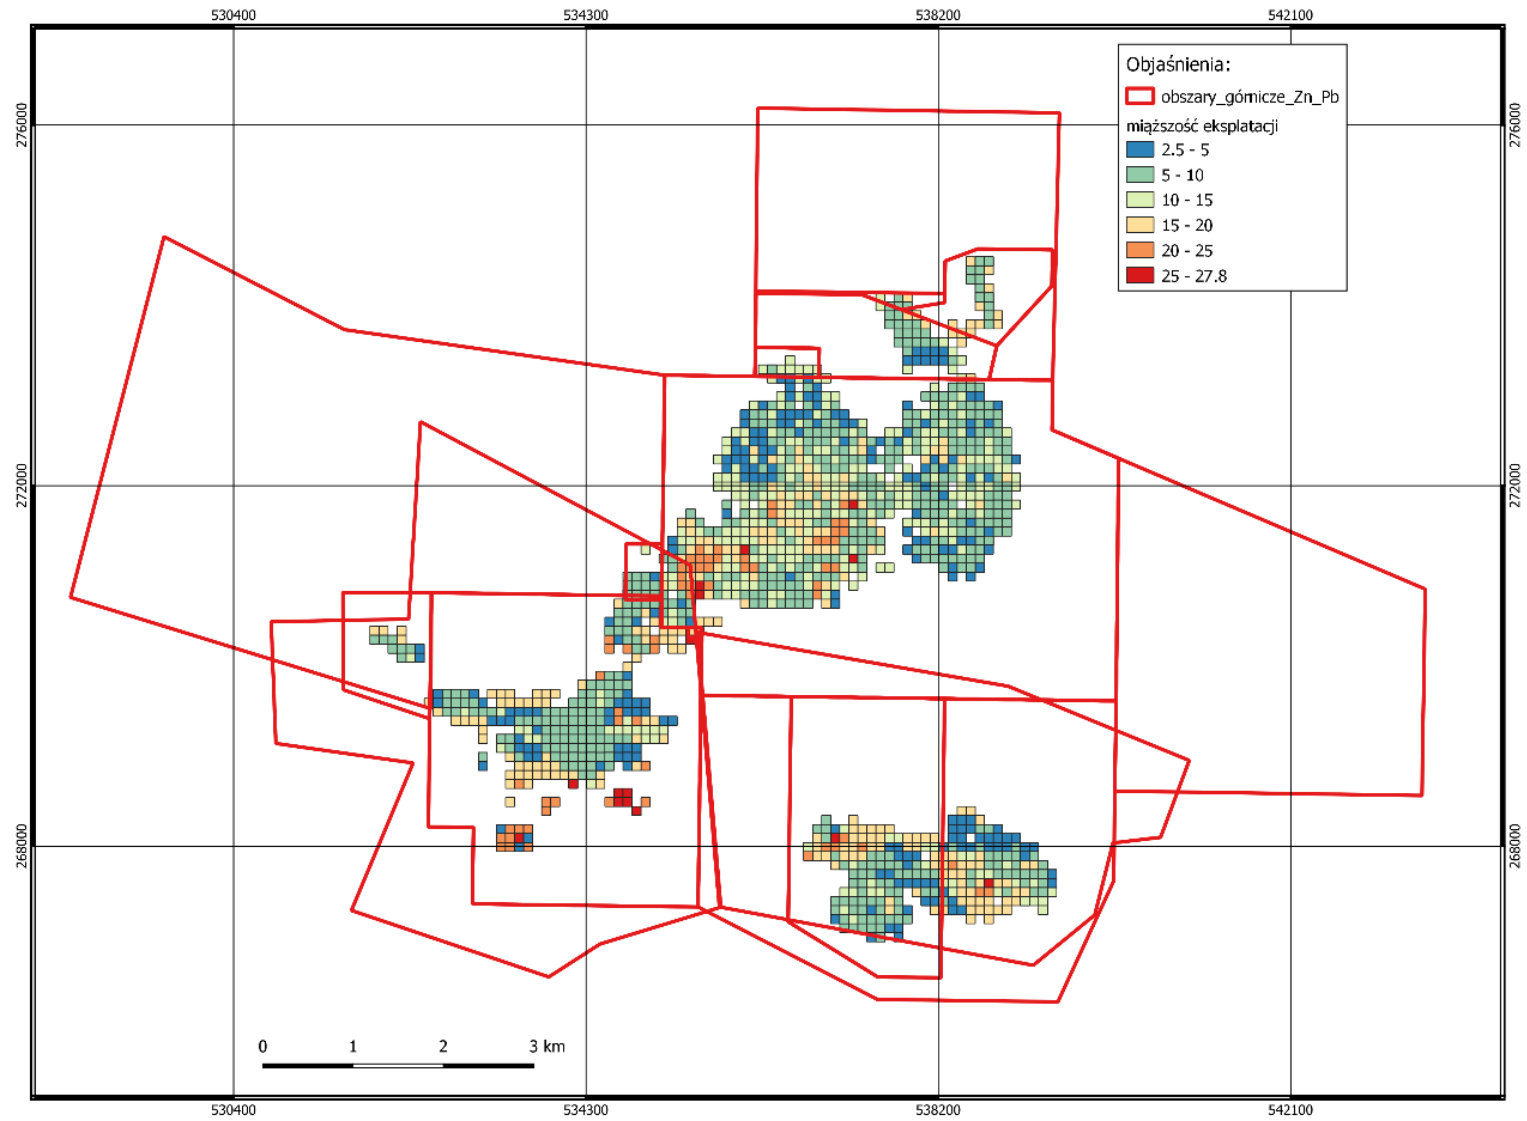 530400 534300 538200 542100
Objaśnienia:
obszary_górnicze_Zn_Pb
miąższość eksplatacji
2.5 - 5
5 - 10
10 - 15
15 - 20
20 - 25
25 - 27.8
276000 276000
272000 272000
268000 268000
0 1 2 3 km
530400 534300 538200 542100